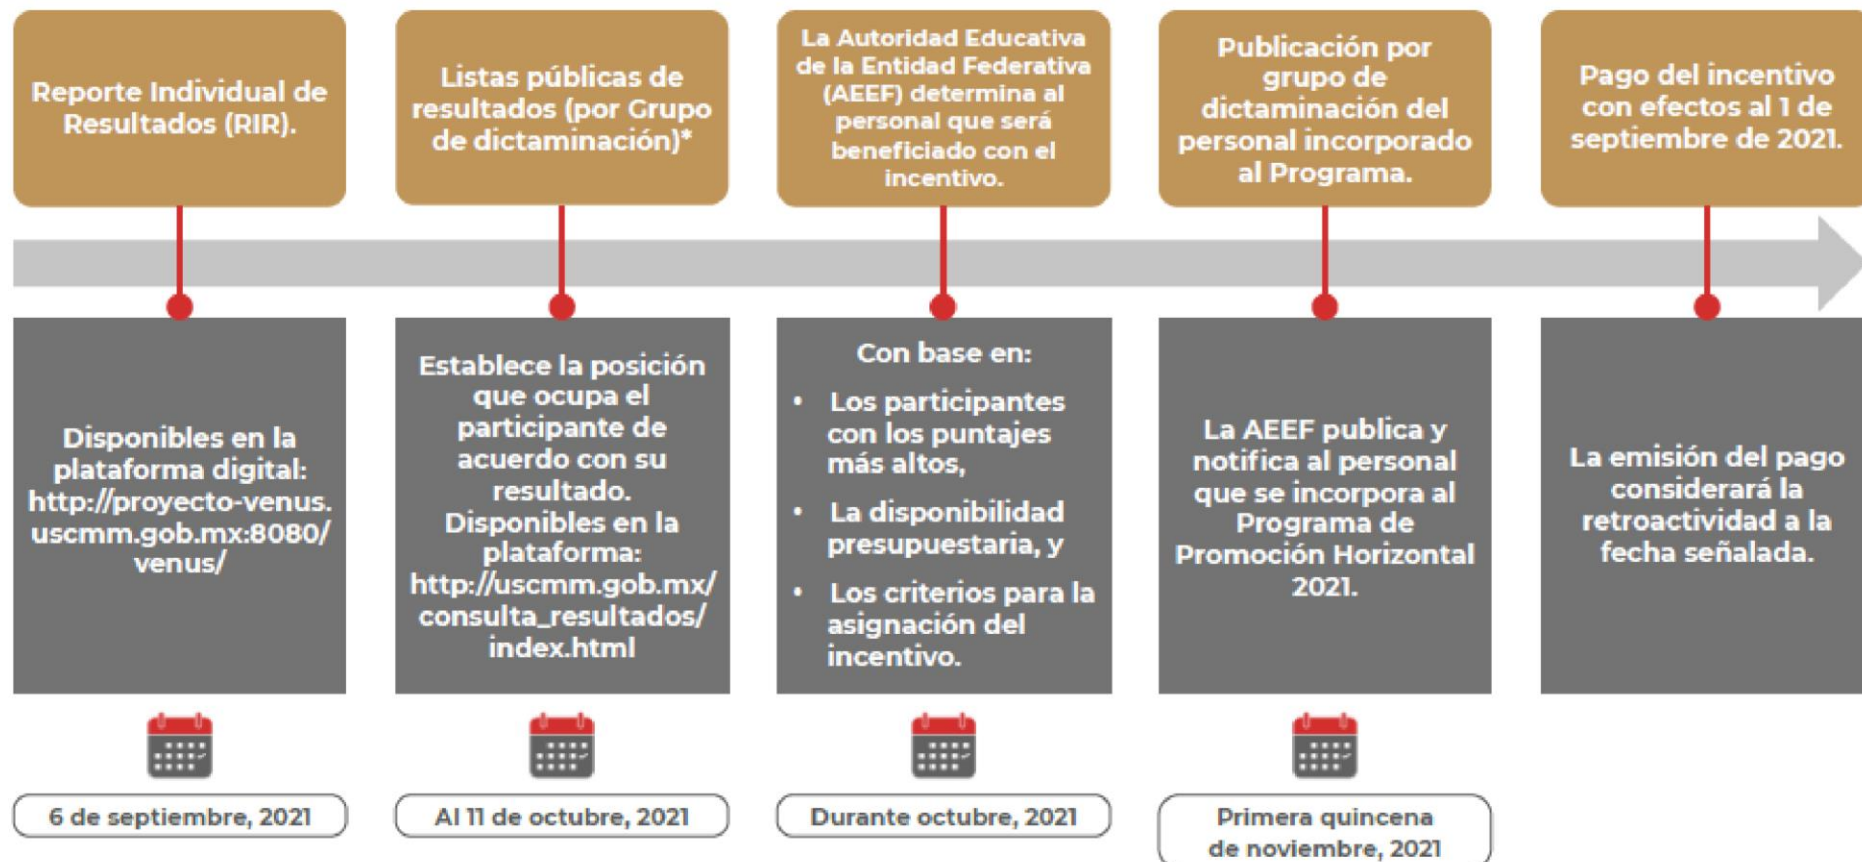 Reporte Individual de
Resultados (RIR).
Listas públicas de
resultados (por Grupo
de dictaminación)*
La Autoridad Educativa
de la Entidad Federativa
(AEEF) determina al
personal que será
beneficiado con el
incentivo.
Publicación por
grupo de
dictaminación del
personal incorporado
al Programa.
Pago del incentivo
con efectos al 1 de
septiembre de 2021.
Disponibles en la
plataforma digital:
http://proyecto-venus.
uscmm.gob.mx:8080/
venus/
Establece la posición
que ocupa el
participante de
acuerdo con su
resultado.
Disponibles en la
plataforma:
http://uscmm.gob.mx/
consulta_resultados/
index.html
Con base en:
• Los participantes
con los puntajes
más altos,
• La disponibilidad
presupuestaria, y
• Los criterios para la
asignación del
incentivo.
La AEEF publica y
notifica al personal
que se incorpora al
Programa de
Promoción Horizontal
2021.
La emisión del pago
considerará la
retroactividad a la
fecha señalada.
6 de septiembre, 2021
Al 11 de octubre, 2021
Durante octubre, 2021
Primera quincena
de noviembre, 2021